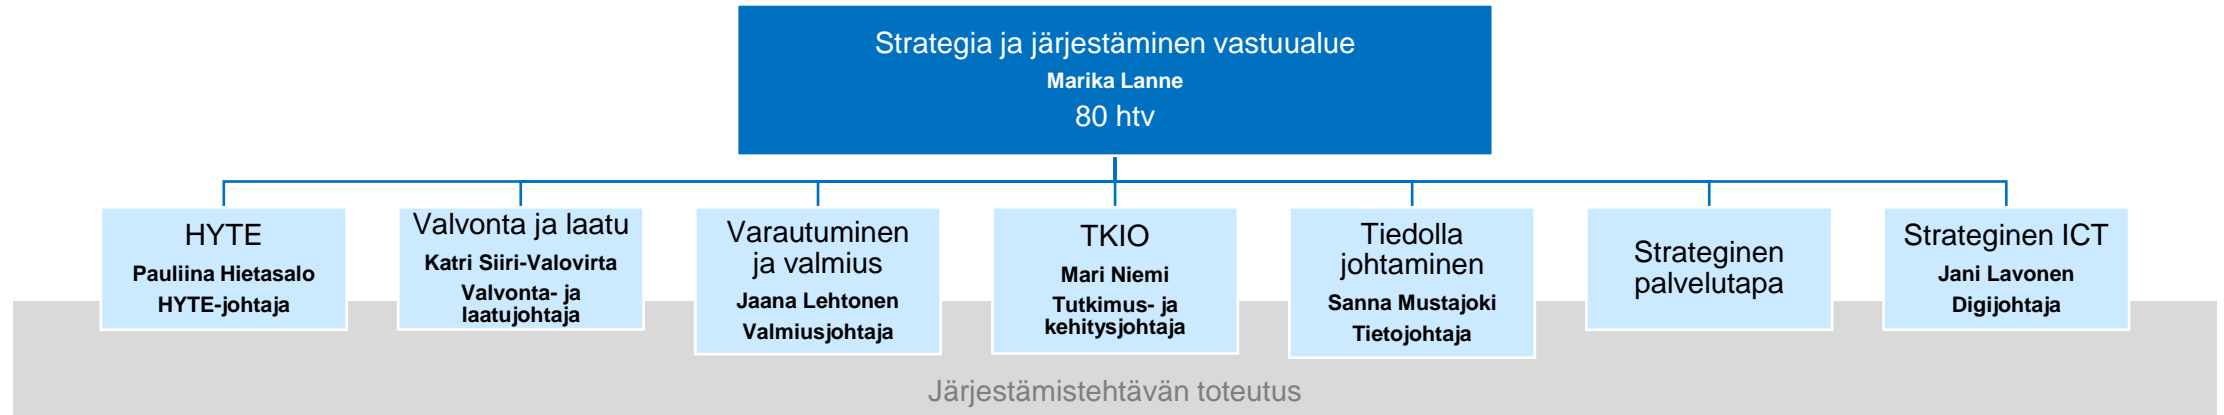 Strategia ja järjestäminen vastuualue
Marika Lanne
80 htv
HYTE
Pauliina Hietasalo
HYTE-johtaja
Valvonta ja laatu
Katri Siiri-Valovirta
Valvonta- ja
laatujohtaja
Varautuminen
ja valmius
Jaana Lehtonen
Valmiusjohtaja
TKIO
Mari Niemi
Tutkimus- ja
kehitysjohtaja
Tiedolla
johtaminen
Sanna Mustajoki
Tietojohtaja
Strateginen
palvelutapa
Strateginen ICT
Jani Lavonen
Digijohtaja
Järjestämistehtävän toteutus